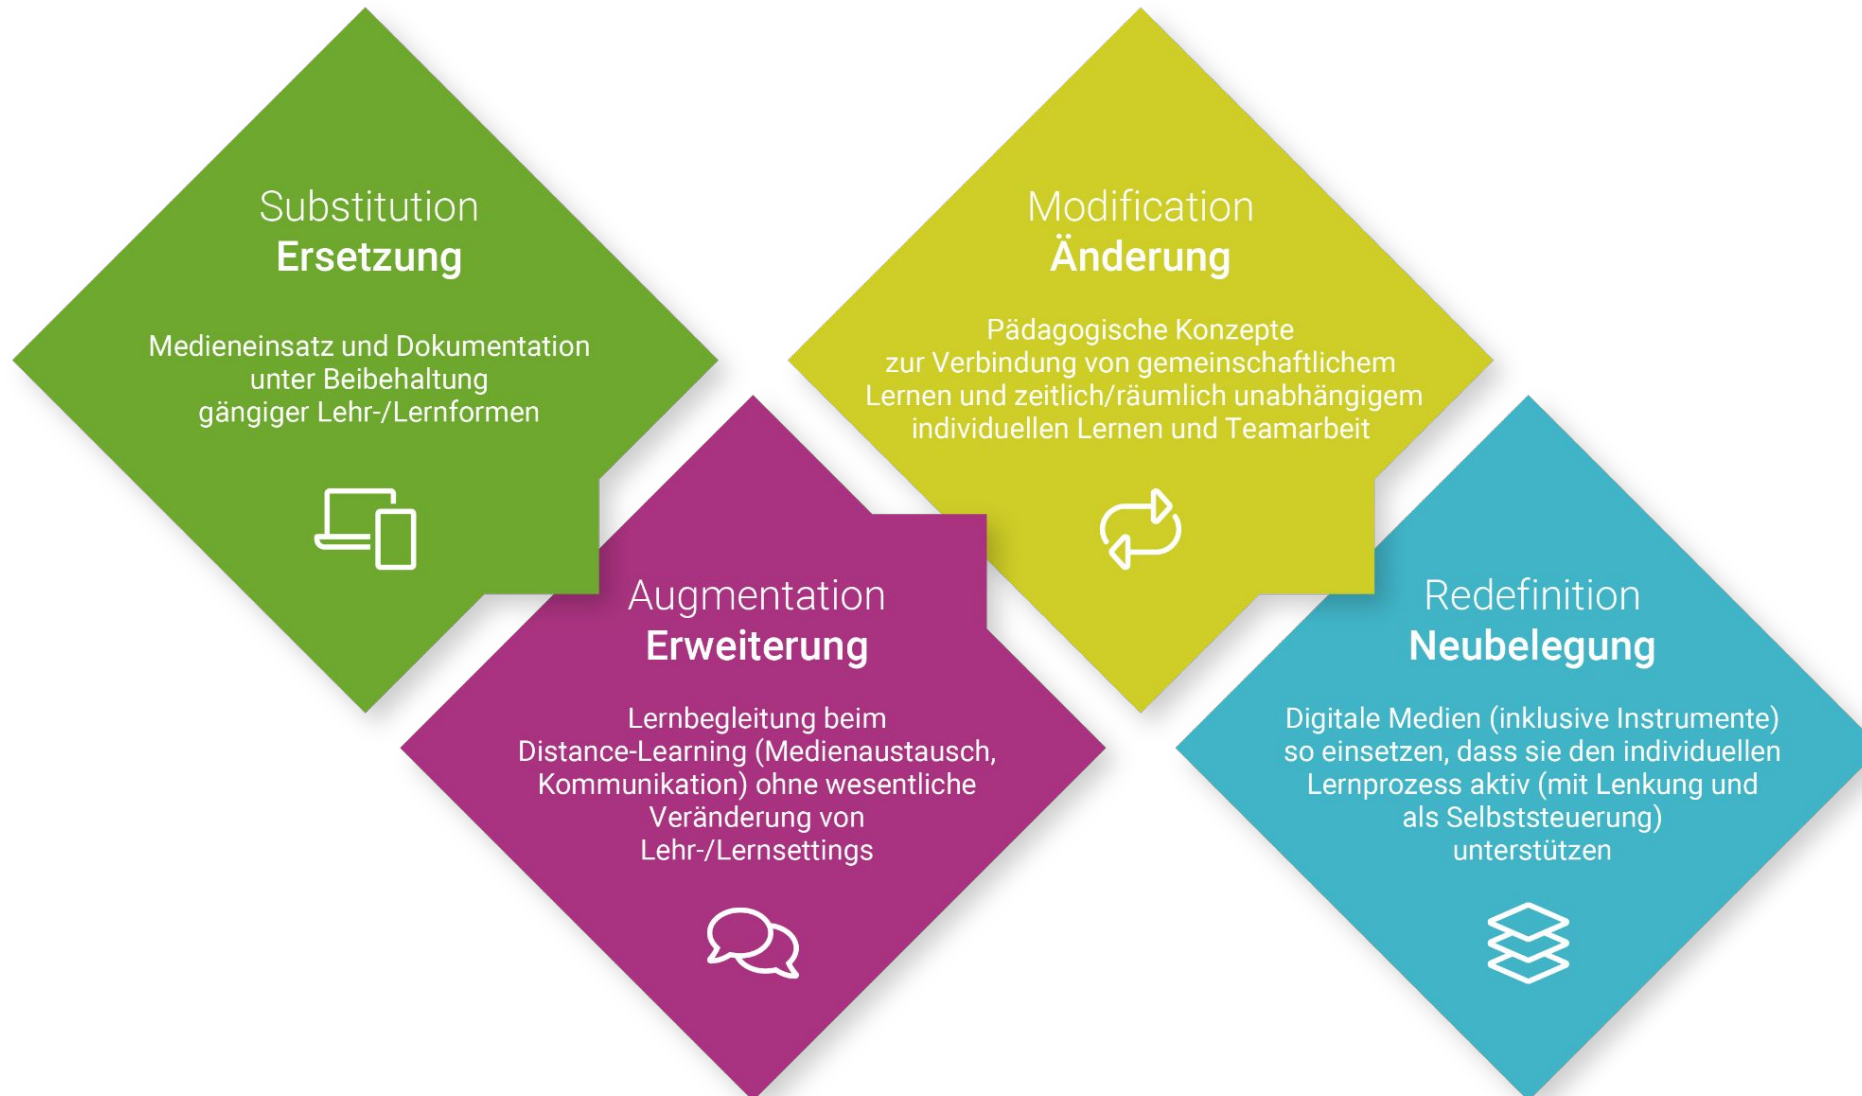 Substitution
Ersetzung
Medieneinsatz und Dokumentation
unter Beibehaltung
gängiger Lehr-/Lernformen
Augmentation
Erweiterung
Lernbegleitung beim
Distance-Learning (Medienaustausch,
Kommunikation) ohne wesentliche
Veränderung von
Lehr-/Lernsettings
Modification
Änderung
Pädagogische Konzepte
zur Verbindung von gemeinschaftlichem
Lernen und zeitlich/räumlich unabhängigem
individuellen Lernen und Teamarbeit
Redefinition
Neubelegung
Digitale Medien (inklusive Instrumente)
so einsetzen, dass sie den individuellen
Lernprozess aktiv (mit Lenkung und
als Selbststeuerung)
unterstützen